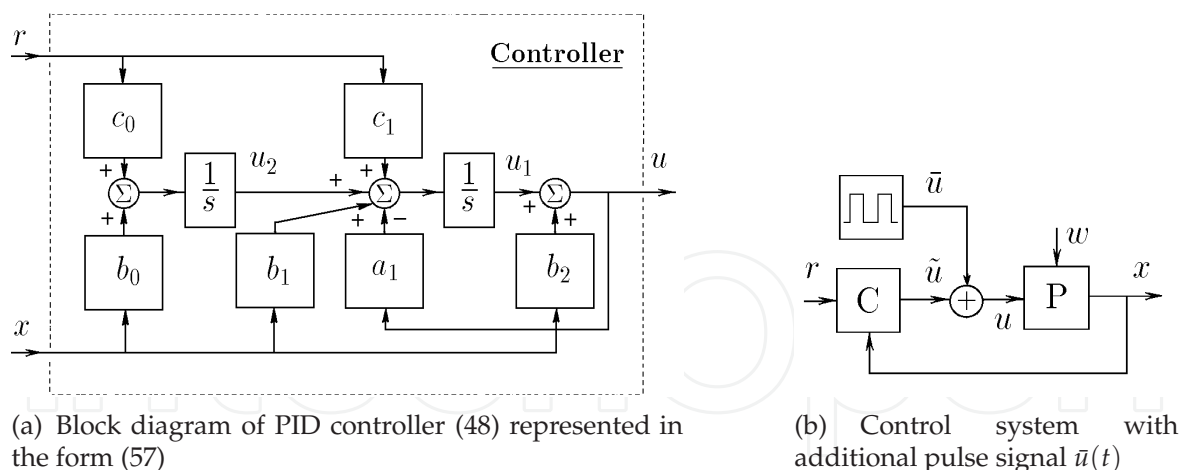 r
Controller
c₀
c₁
+
+
u₂
u₁
u
Σ
1/s
+
Σ
1/s
+
Σ
+
+
−
+
b₀
b₁
a₁
b₂
x
(a) Block diagram of PID controller (48) represented in
the form (57)
ū
w
r
C
ũ
+
u
P
x
(b) Control system with
additional pulse signal ū(t)